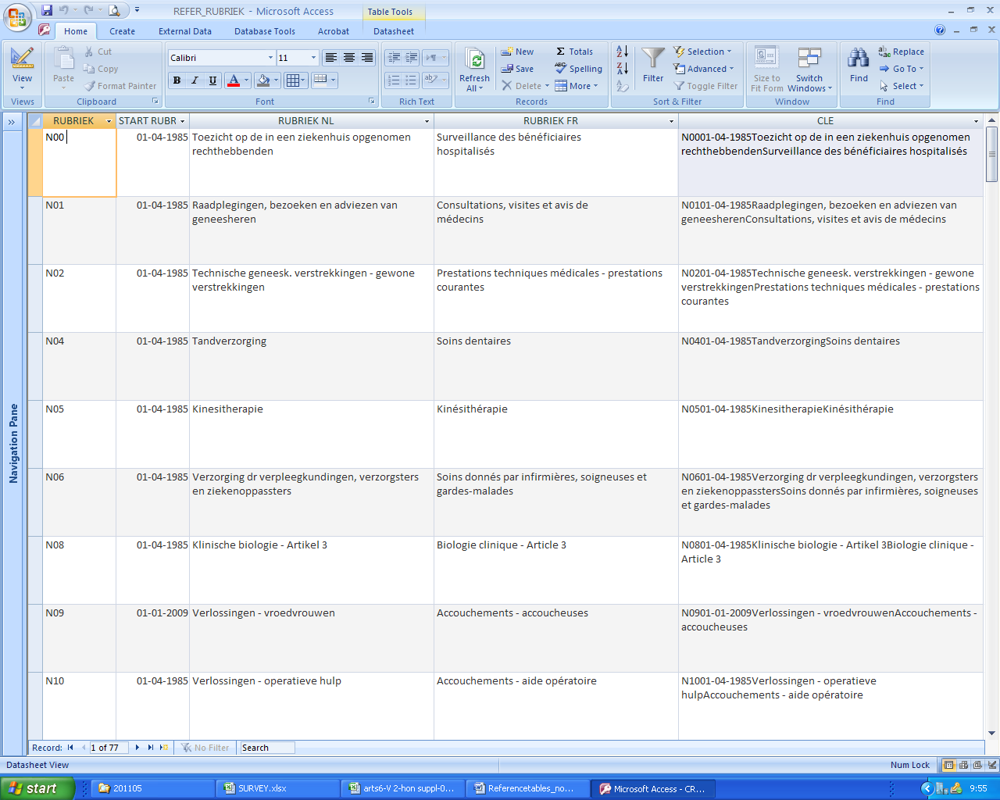 REFER_RUBRIEK - Microsoft Access
Table Tools
Home Create External Data Database Tools Acrobat Datasheet
View
Views
Paste
Cut
Copy
Format Painter
Clipboard
Calibri 11
B I U A
Font
Rich Text
Refresh All
New
Save
Delete
Totals
Spelling
More
Records
Filter
Selection
Advanced
Toggle Filter
Sort & Filter
Size to Fit Form
Switch Windows
Window
Find
Replace
Go To
Select
Find
Navigation Pane
RUBRIEK START RUBR RUBRIEK NL RUBRIEK FR CLE
N00 01-04-1985 Toezicht op de in een ziekenhuis opgenomen Surveillance des bénéficiaires N0001-04-1985Toezicht op de in een ziekenhuis opgenomen
rechthebbenden hospitalisés rechthebbendenSurveillance des bénéficiaires hospitalisés
N01 01-04-1985 Raadplegingen, bezoeken en adviezen van Consultations, visites et avis de N0101-04-1985Raadplegingen, bezoeken en adviezen van
geneesheren médecins geneesherenConsultations, visites et avis de médecins
N02 01-04-1985 Technische geneesk. verstrekkingen - gewone Prestations techniques médicales - prestations N0201-04-1985Technische geneesk. verstrekkingen - gewone
verstrekkingen courantes verstrekkingenPrestations techniques médicales - prestations
courantes
N04 01-04-1985 Tandverzorging Soins dentaires N0401-04-1985TandverzorgingSoins dentaires
N05 01-04-1985 Kinesitherapie Kinésithérapie N0501-04-1985KinesitherapieKinésithérapie
N06 01-04-1985 Verzorging dr verpleegkundingen, verzorgsters Soins donnés par infirmières, soigneuses et N0601-04-1985Verzorging dr verpleegkundingen, verzorgsters
en ziekenoppassters gardes-malades en ziekenoppasstersSoins donnés par infirmières, soigneuses
et gardes-malades
N08 01-04-1985 Klinische biologie - Artikel 3 Biologie clinique - Article 3 N0801-04-1985Klinische biologie - Artikel 3Biologie clinique -
Article 3
N09 01-01-2009 Verlossingen - vroedvrouwen Accouchements - accoucheuses N0901-01-2009Verlossingen - vroedvrouwenAccouchements -
accoucheuses
N10 01-04-1985 Verlossingen - operatieve hulp Accouchements - aide opératoire N1001-04-1985Verlossingen - operatieve
hulpAccouchements - aide opératoire
Record: 1 of 77 No Filter Search
Datasheet View Num Lock
start 201105 SURVEY.xlsx arts6-V 2-hon suppl-0... Referencetables_no... Microsoft Access - CR... 9:55